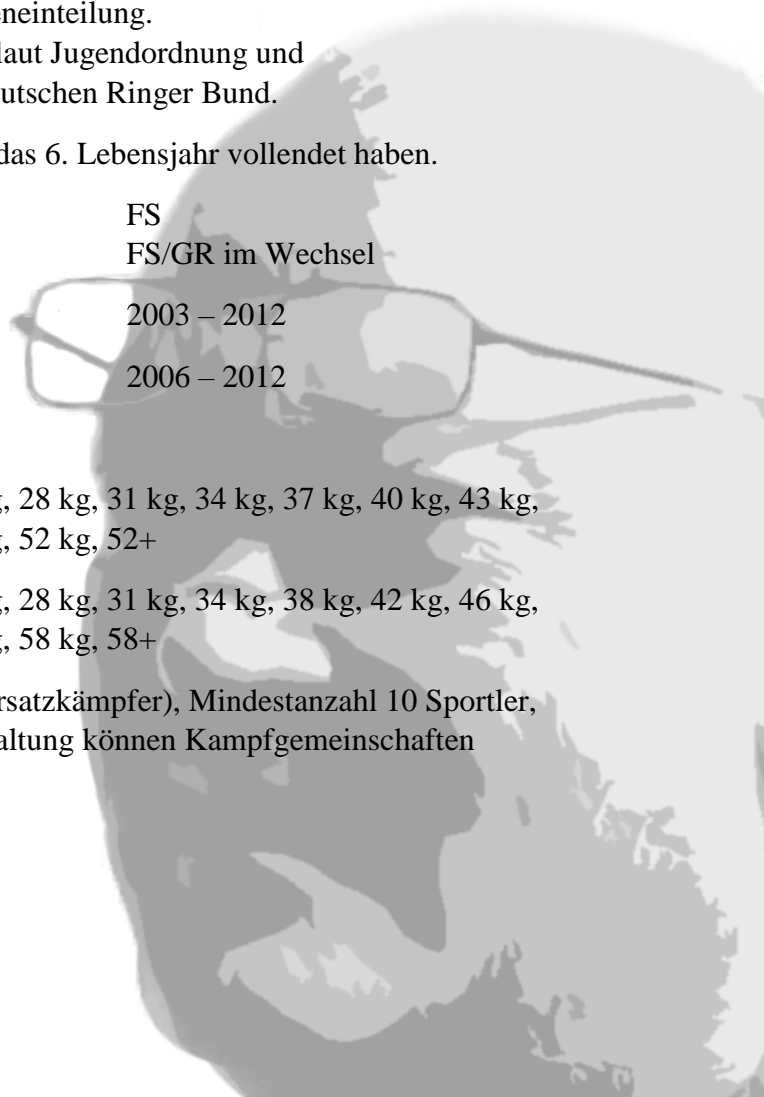 eneinteilung.
laut Jugendordnung und
eutschen Ringer Bund.
das 6. Lebensjahr vollendet haben.
FS
FS/GR im Wechsel
2003 – 2012
2006 – 2012
g, 28 kg, 31 kg, 34 kg, 37 kg, 40 kg, 43 kg,
g, 52 kg, 52+
g, 28 kg, 31 kg, 34 kg, 38 kg, 42 kg, 46 kg,
g, 58 kg, 58+
rsatzkämpfer), Mindestanzahl 10 Sportler,
altung können Kampfgemeinschaften